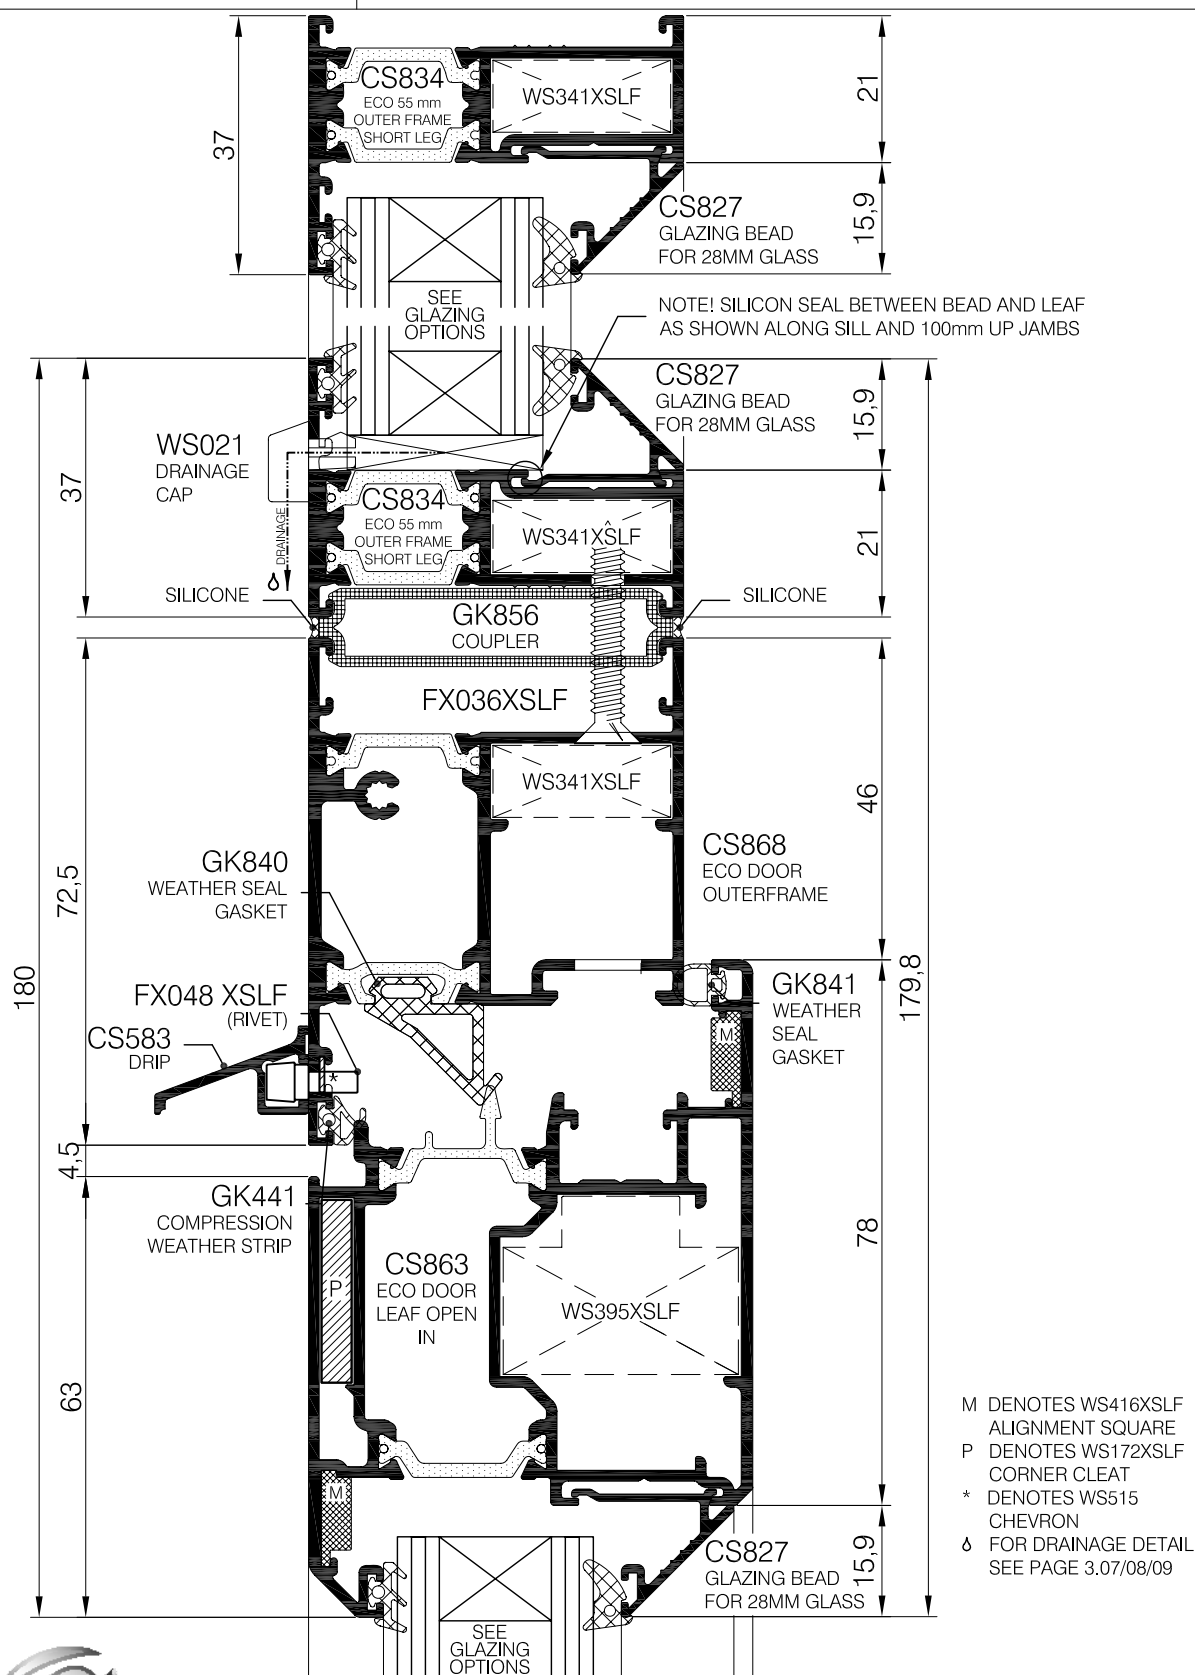 37
CS834
ECO 55 mm
OUTER FRAME
SHORT LEG
WS341XSLF
21
15,9
CS827
GLAZING BEAD
FOR 28MM GLASS
SEE
GLAZING
OPTIONS
NOTE! SILICON SEAL BETWEEN BEAD AND LEAF
AS SHOWN ALONG SILL AND 100mm UP JAMBS
CS827
GLAZING BEAD
FOR 28MM GLASS
15,9
WS021
DRAINAGE
CAP
37
DRAINAGE
CS834
ECO 55 mm
OUTER FRAME
SHORT LEG
WS341XSLF
21
SILICONE
GK856
COUPLER
SILICONE
FX036XSLF
WS341XSLF
46
CS868
ECO DOOR
OUTERFRAME
GK840
WEATHER SEAL
GASKET
72,5
180
179,8
FX048 XSLF
(RIVET)
CS583
DRIP
*
GK841
WEATHER
SEAL
GASKET
M
4,5
GK441
COMPRESSION
WEATHER STRIP
P
CS863
ECO DOOR
LEAF OPEN
IN
WS395XSLF
78
63
M
M DENOTES WS416XSLF
ALIGNMENT SQUARE
P DENOTES WS172XSLF
CORNER CLEAT
* DENOTES WS515
CHEVRON
FOR DRAINAGE DETAIL
SEE PAGE 3.07/08/09
CS827
GLAZING BEAD
FOR 28MM GLASS
15,9
SEE
GLAZING
OPTIONS